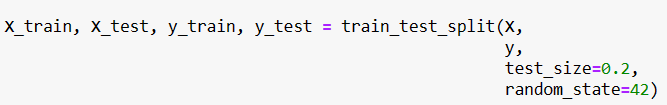 X_train, X_test, y_train, y_test = train_test_split(X,
y,
test_size=0.2,
random_state=42)